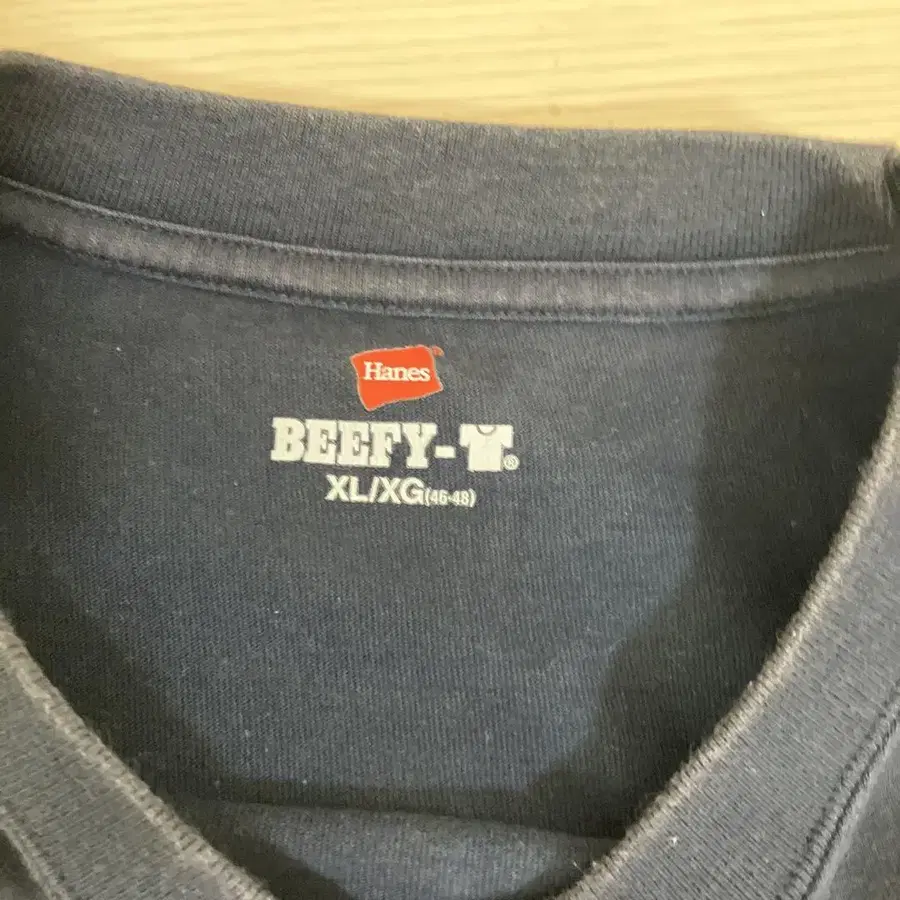 Hanes
BEEFY-T®
XL/XG(46-48)